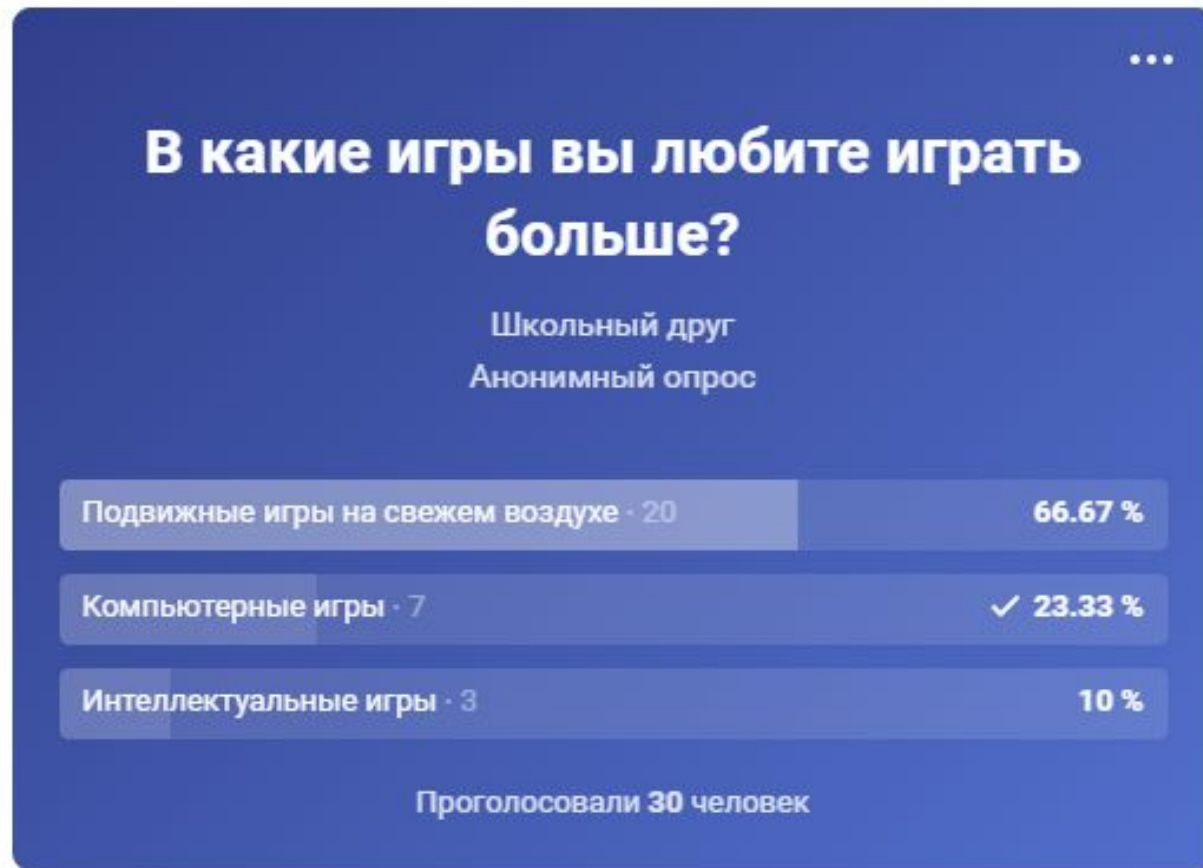 В какие игры вы любите играть
больше?
Школьный друг
Анонимный опрос
Подвижные игры на свежем воздухе · 20 66.67 %
Компьютерные игры · 7 ✓ 23.33 %
Интеллектуальные игры · 3 10 %
Проголосовали 30 человек